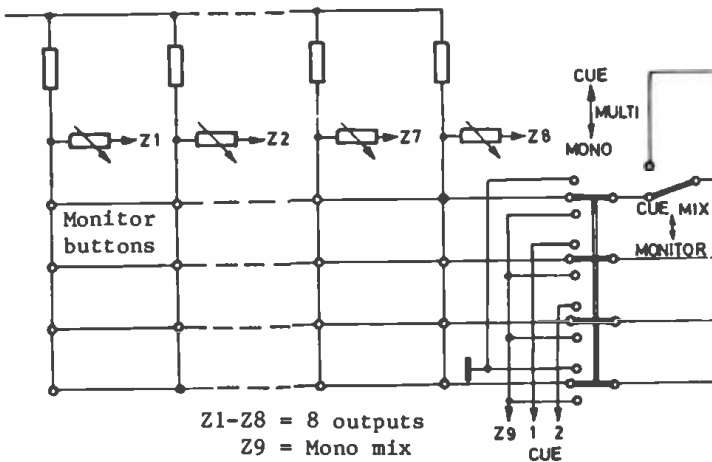 CUE
MULTI
MONO
Z1
Z2
Z7
Z8
Monitor
buttons
CUE MIX
MONITOR
Z1-Z8 = 8 outputs
Z9 = Mono mix
Z9 1 2
CUE